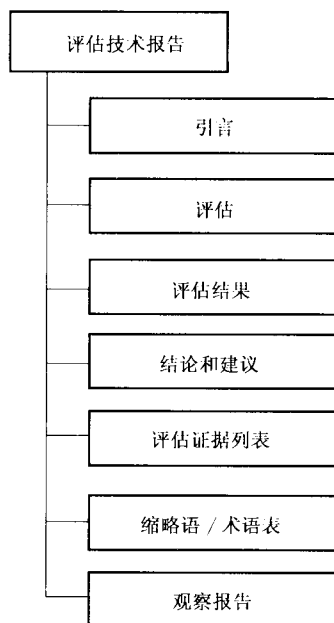 评估技术报告
引言
评估
评估结果
结论和建议
评估证据列表
缩略语 / 术语表
观察报告